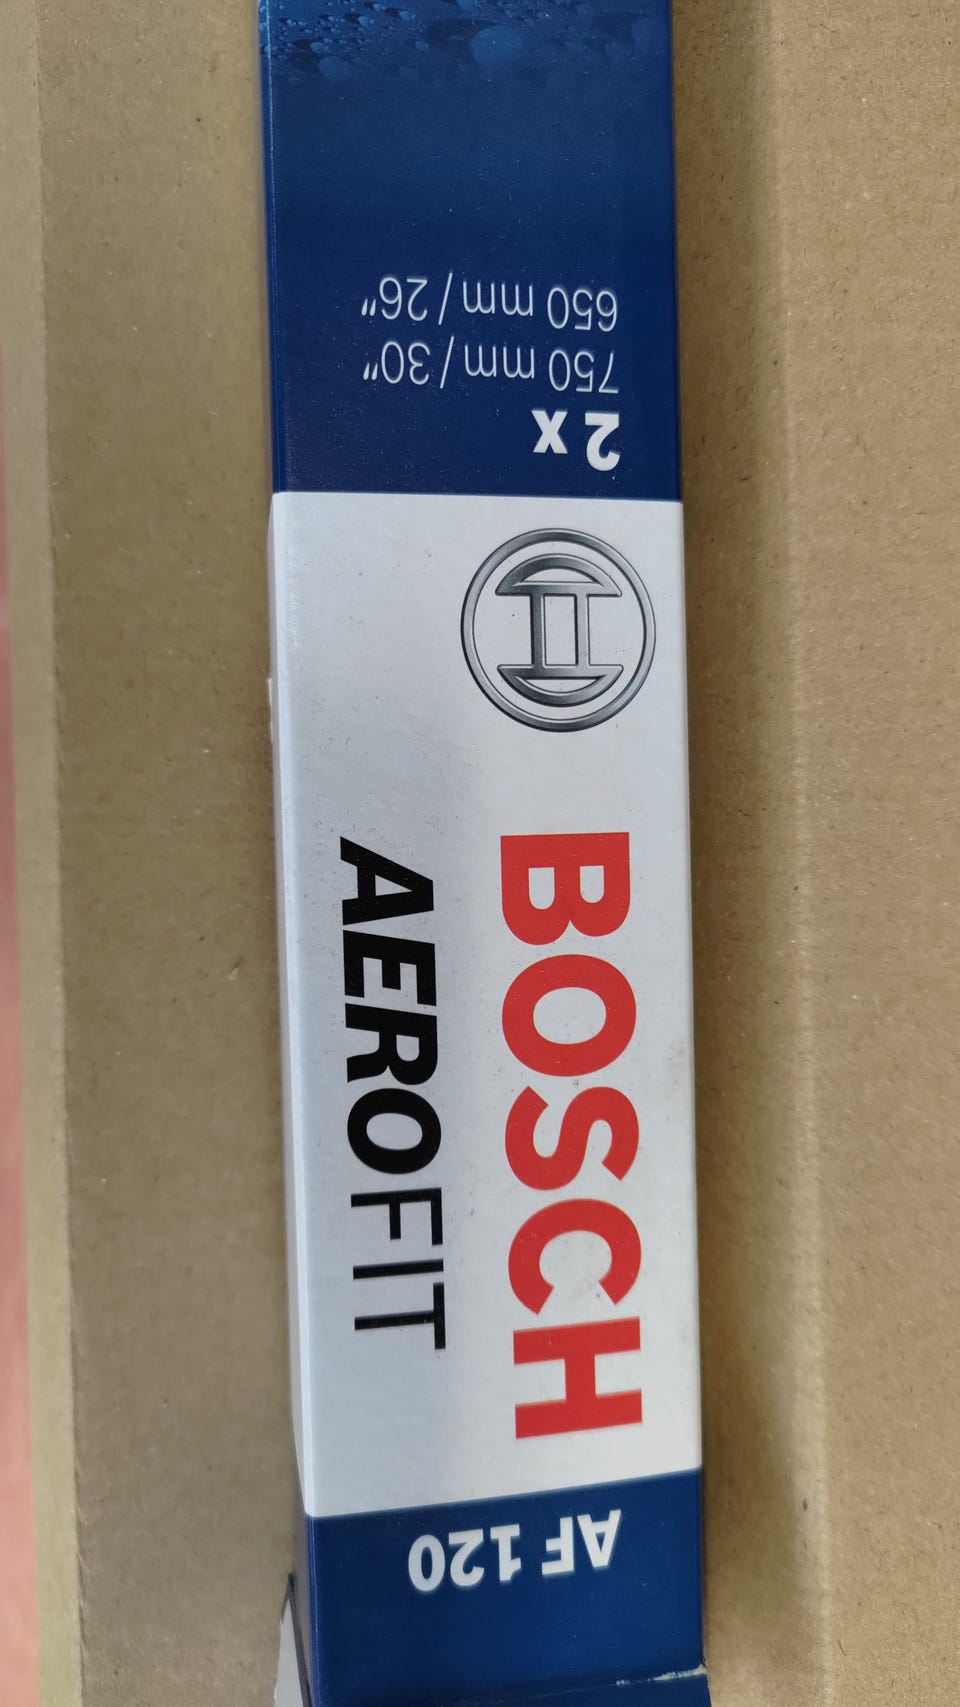 2 x
750 mm / 30"
650 mm / 26"
BOSCH
AEROFIT
AF 120